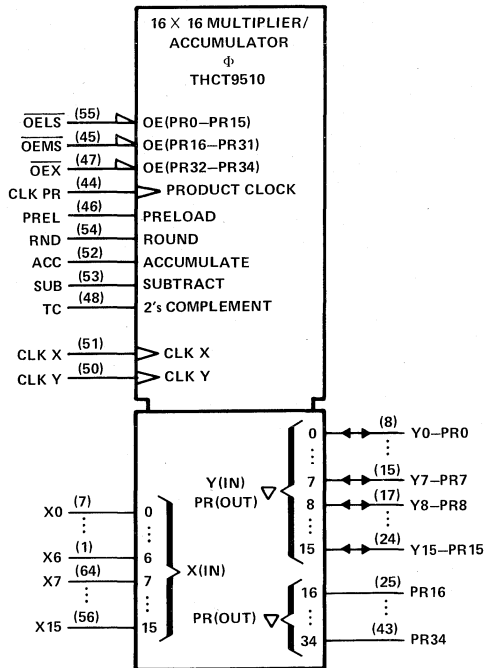 16 × 16 MULTIPLIER/
ACCUMULATOR
Φ
THCT9510
OELS (55) OE(PR0–PR15)
OEMS (45) OE(PR16–PR31)
OEX (47) OE(PR32–PR34)
CLK PR (44) PRODUCT CLOCK
PREL (46) PRELOAD
RND (54) ROUND
ACC (52) ACCUMULATE
SUB (53) SUBTRACT
TC (48) 2's COMPLEMENT
CLK X (51) CLK X
CLK Y (50) CLK Y
0 (8) Y0–PR0
7 (15) Y7–PR7
Y(IN)
PR(OUT)
8 (17) Y8–PR8
15 (24) Y15–PR15
X0 (7) 0
X6 (1) 6
X7 (64) 7
X(IN)
X15 (56) 15
16 (25) PR16
PR(OUT)
34 (43) PR34